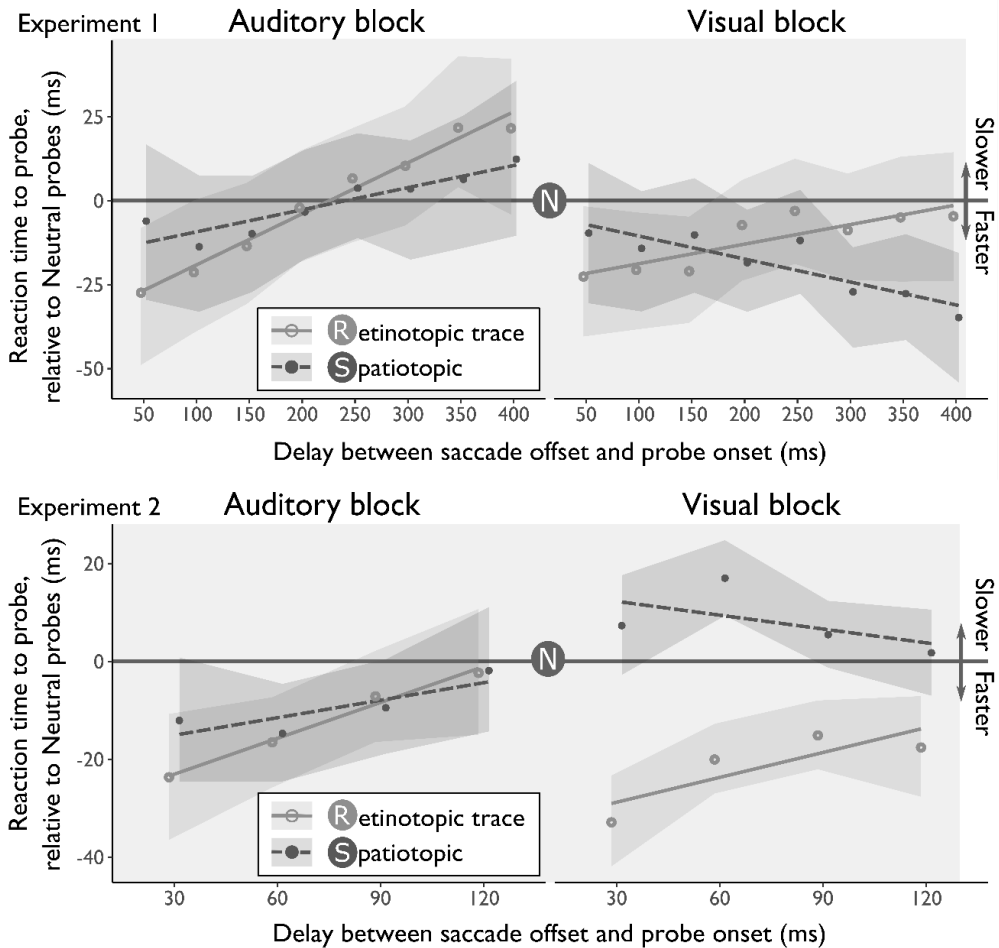 Experiment 1
Auditory block
Visual block
Reaction time to probe,
relative to Neutral probes (ms)
25
0
-25
-50
N
Slower
Faster
Retinotopic trace
Spatiotopic
50 100 150 200 250 300 350 400
50 100 150 200 250 300 350 400
Delay between saccade offset and probe onset (ms)
Experiment 2
Auditory block
Visual block
Reaction time to probe,
relative to Neutral probes (ms)
20
0
-20
-40
N
Slower
Faster
Retinotopic trace
Spatiotopic
30 60 90 120
30 60 90 120
Delay between saccade offset and probe onset (ms)